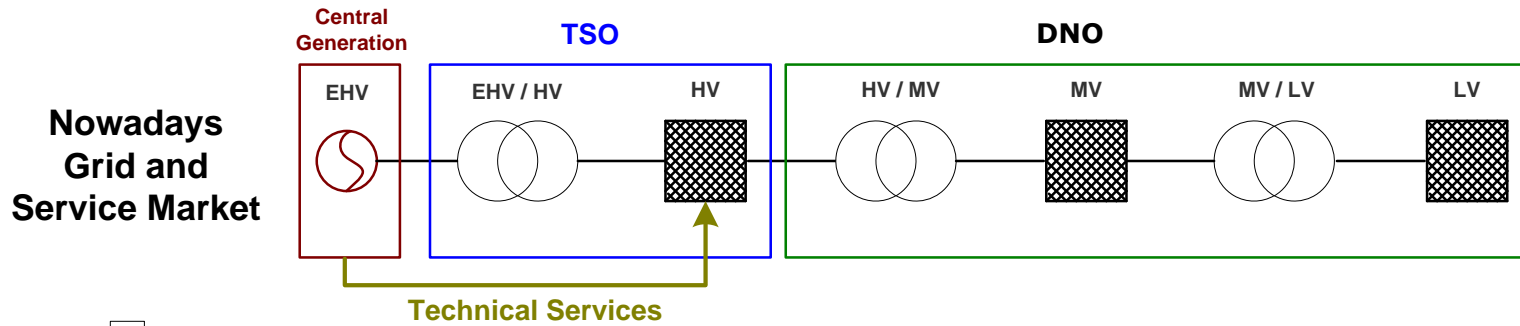 Central
Generation
TSO
DNO
EHV
EHV / HV
HV
HV / MV
MV
MV / LV
LV
Nowadays
Grid and
Service Market
Technical Services